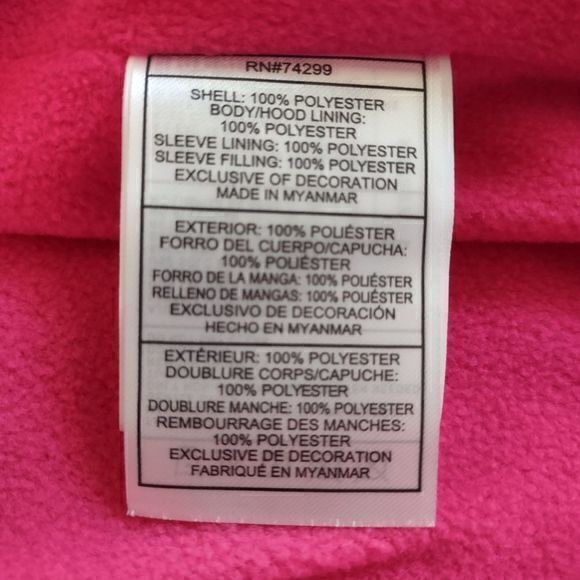 RN#74299
SHELL: 100% POLYESTER
BODY/HOOD LINING:
100% POLYESTER
SLEEVE LINING: 100% POLYESTER
SLEEVE FILLING: 100% POLYESTER
EXCLUSIVE OF DECORATION
MADE IN MYANMAR
EXTERIOR: 100% POLIÉSTER
FORRO DEL CUERPO/CAPUCHA:
100% POLIÉSTER
FORRO DE LA MANGA: 100% POLIÉSTER
RELLENO DE MANGAS: 100% POLIÉSTER
EXCLUSIVO DE DECORACIÓN
HECHO EN MYANMAR
EXTÉRIEUR: 100% POLYESTER
DOUBLURE CORPS/CAPUCHE:
100% POLYESTER
DOUBLURE MANCHE: 100% POLYESTER
REMBOURRAGE DES MANCHES:
100% POLYESTER
EXCLUSIVE DE DECORATION
FABRIQUÉ EN MYANMAR